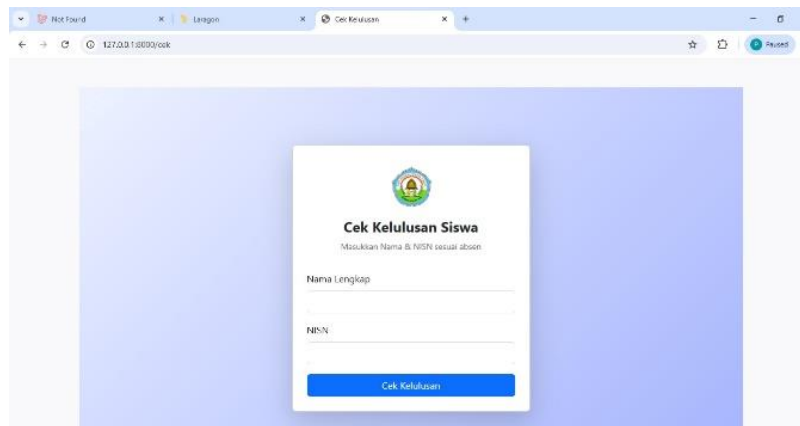 Not Found
Laragon
Cek Kelulusan
127.0.0.1:8000/cek
Paused
Cek Kelulusan Siswa
Masukkan Nama & NISN sesuai absen
Nama Lengkap
NISN
Cek Kelulusan